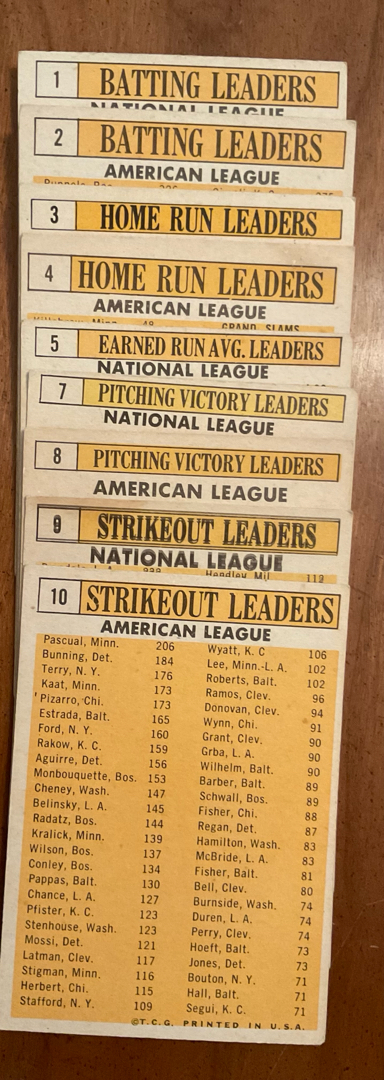 1 BATTING LEADERS
NATIONAL LEAGUE
2 BATTING LEADERS
AMERICAN LEAGUE
3 HOME RUN LEADERS
4 HOME RUN LEADERS
AMERICAN LEAGUE
GRAND SLAMS
5 EARNED RUN AVG. LEADERS
NATIONAL LEAGUE
7 PITCHING VICTORY LEADERS
NATIONAL LEAGUE
8 PITCHING VICTORY LEADERS
AMERICAN LEAGUE
9 STRIKEOUT LEADERS
NATIONAL LEAGUE
Hendley, Mil. 112
10 STRIKEOUT LEADERS
AMERICAN LEAGUE
Pascual, Minn. 206
Bunning, Det. 184
Terry, N. Y. 176
Kaat, Minn. 173
Pizarro, Chi. 173
Estrada, Balt. 165
Ford, N. Y. 160
Rakow, K. C. 159
Aguirre, Det. 156
Monbouquette, Bos. 153
Cheney, Wash. 147
Belinsky, L. A. 145
Radatz, Bos. 144
Kralick, Minn. 139
Wilson, Bos. 137
Conley, Bos. 134
Pappas, Balt. 130
Chance, L. A. 127
Pfister, K. C. 123
Stenhouse, Wash. 123
Mossi, Det. 121
Latman, Clev. 117
Stigman, Minn. 116
Herbert, Chi. 115
Stafford, N. Y. 109
Wyatt, K. C 106
Lee, Minn.-L. A. 102
Roberts, Balt. 102
Ramos, Clev. 96
Donovan, Clev. 94
Wynn, Chi. 91
Grant, Clev. 90
Grba, L. A. 90
Wilhelm, Balt. 90
Barber, Balt. 89
Schwall, Bos. 89
Fisher, Chi. 88
Regan, Det. 87
Hamilton, Wash. 83
McBride, L. A. 83
Fisher, Balt. 81
Bell, Clev. 80
Burnside, Wash. 74
Duren, L. A. 74
Perry, Clev. 74
Hoeft, Balt. 73
Jones, Det. 73
Bouton, N. Y. 71
Hall, Balt. 71
Segui, K. C. 71
©T.C.G. PRINTED IN U.S.A.